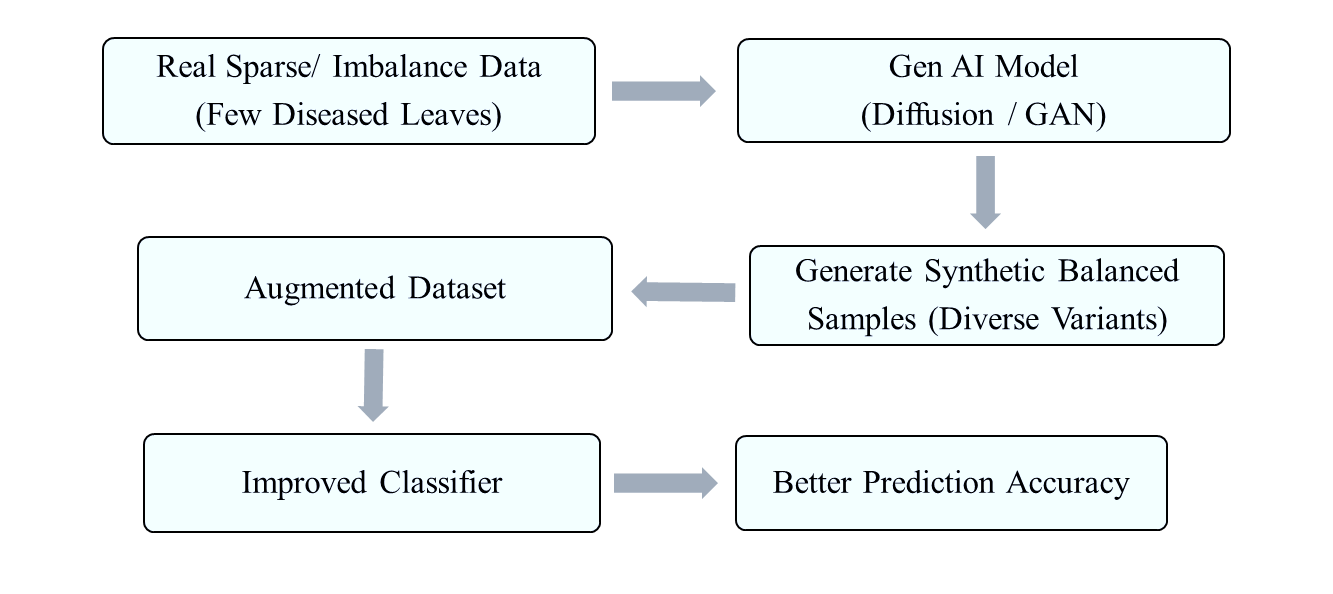 Real Sparse/ Imbalance Data
(Few Diseased Leaves)
Gen AI Model
(Diffusion / GAN)
Generate Synthetic Balanced
Samples (Diverse Variants)
Augmented Dataset
Improved Classifier
Better Prediction Accuracy